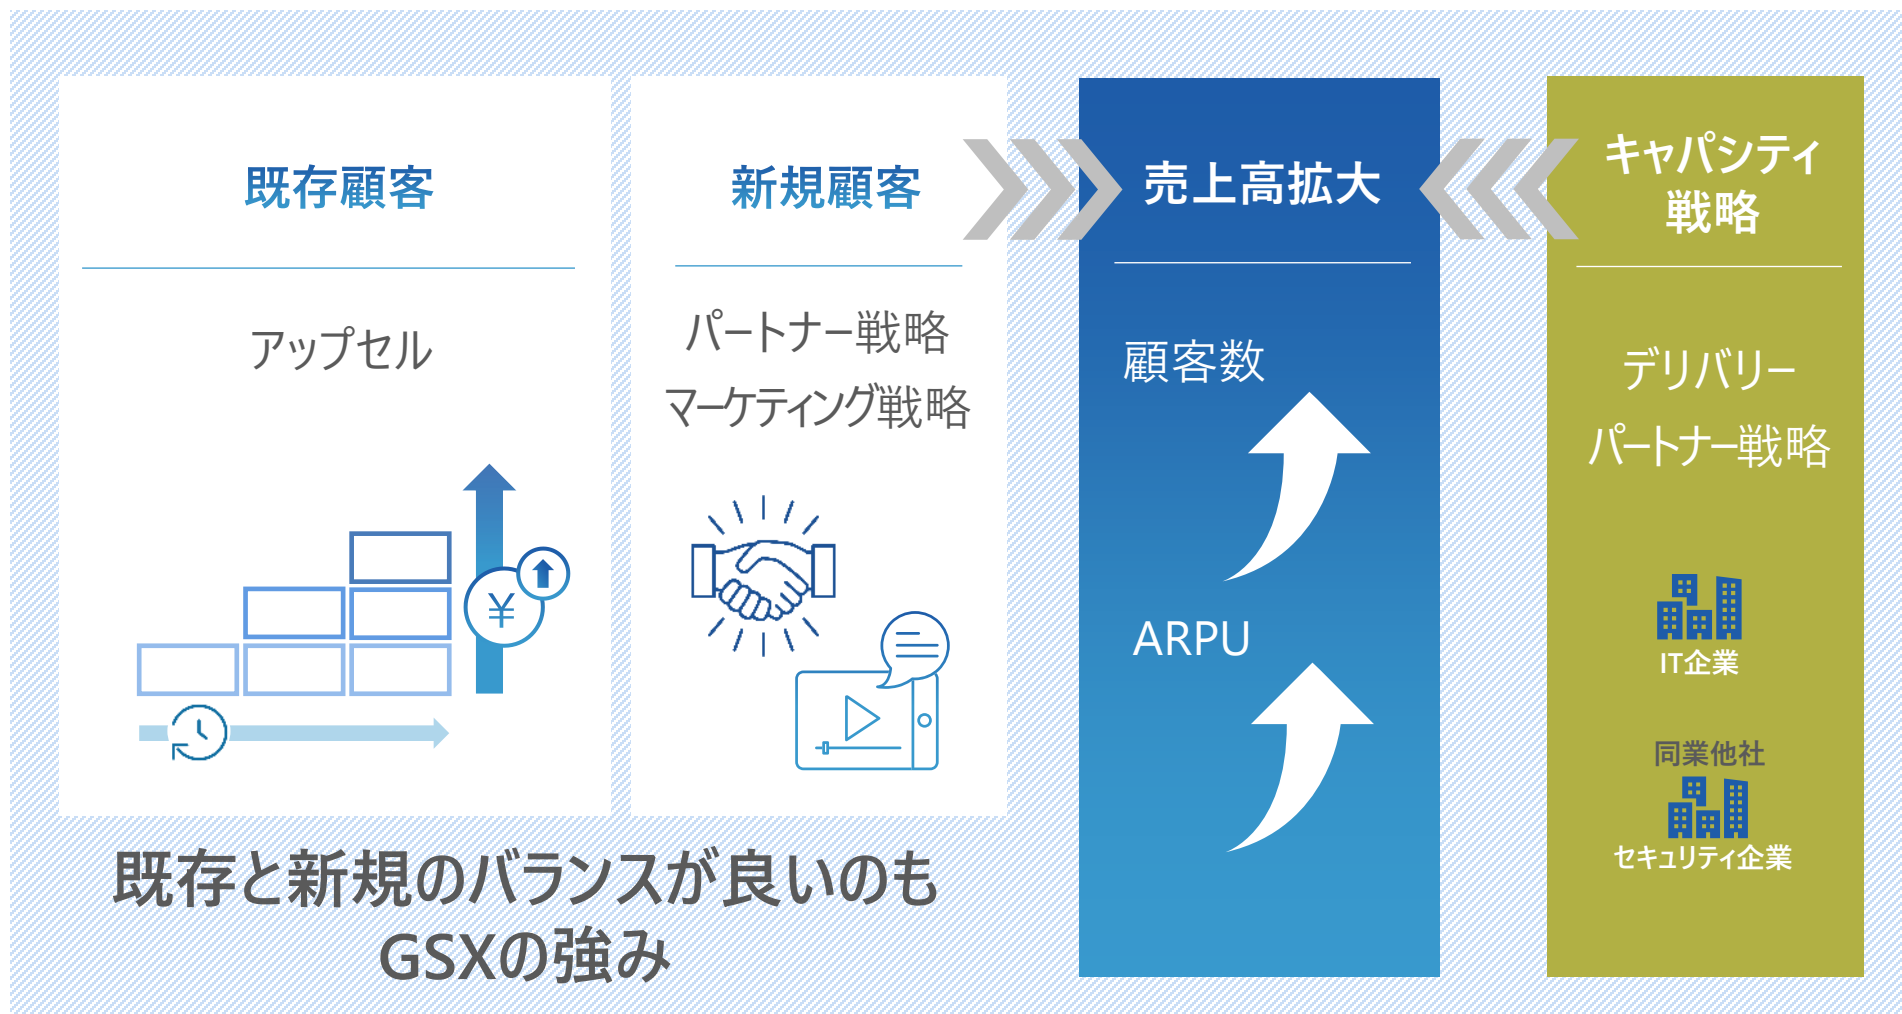 既存顧客
アップセル
¥
新規顧客
パートナー戦略
マーケティング戦略
既存と新規のバランスが良いのも
GSXの強み
売上高拡大
顧客数
ARPU
キャパシティ
戦略
デリバリー
パートナー戦略
IT企業
同業他社
セキュリティ企業